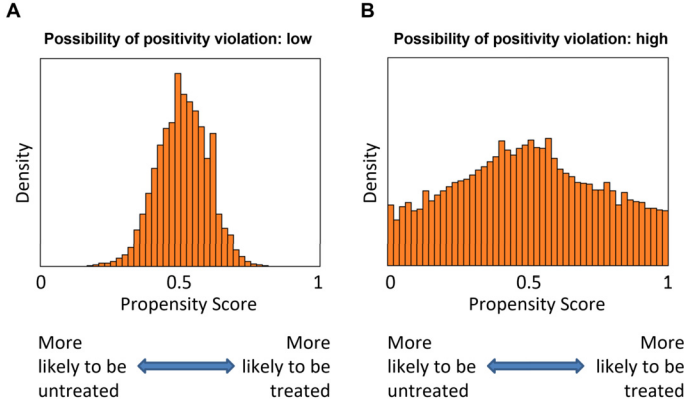 A
Possibility of positivity violation: low
Density
0
0.5
1
Propensity Score
More
likely to be
untreated
More
likely to be
treated
B
Possibility of positivity violation: high
Density
0
0.5
1
Propensity Score
More
likely to be
untreated
More
likely to be
treated